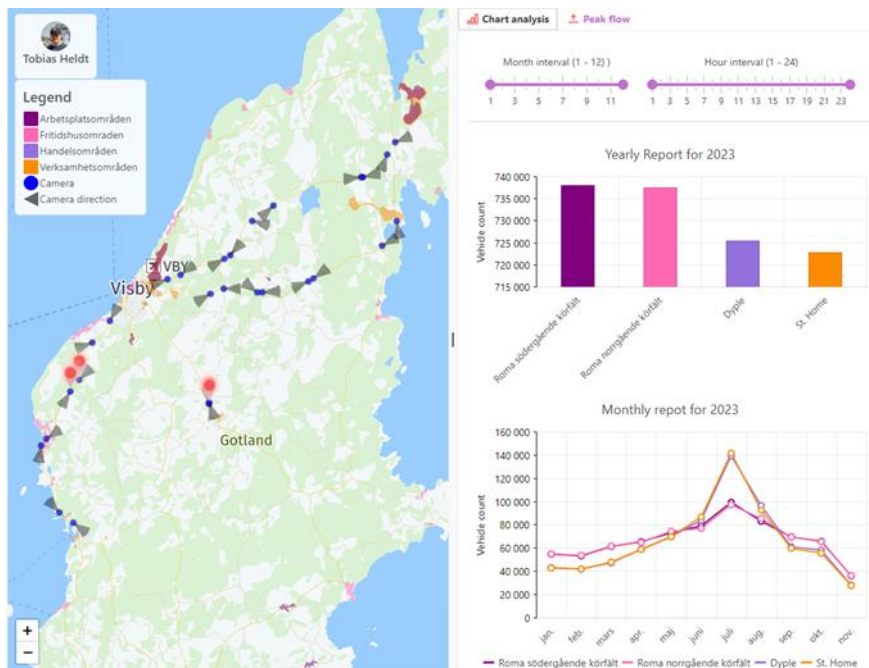 Tobias Heldt
Legend
Arbetsplatsområden
Fritidshusomraden
Handelsområden
Verksamhetsområden
Camera
Camera direction
VBY
Visby
Gotland
+
−
Chart analysis
Peak flow
Month interval (1 - 12) )
Hour interval (1 - 24)
1 3 5 7 9 11
1 3 5 7 9 11 13 15 17 19 21 23
Yearly Report for 2023
Vehicle count
740 000
735 000
730 000
725 000
720 000
715 000
Roma södergående körfält
Roma norrgående körfält
Dyple
St. Home
Monthly repot for 2023
Vehicle count
160 000
140 000
120 000
100 000
80 000
60 000
40 000
20 000
0
jan. feb. mars apr. maj juni juli aug. sep. okt. nov.
Roma södergående körfält Roma norrgående körfält Dyple St. Home